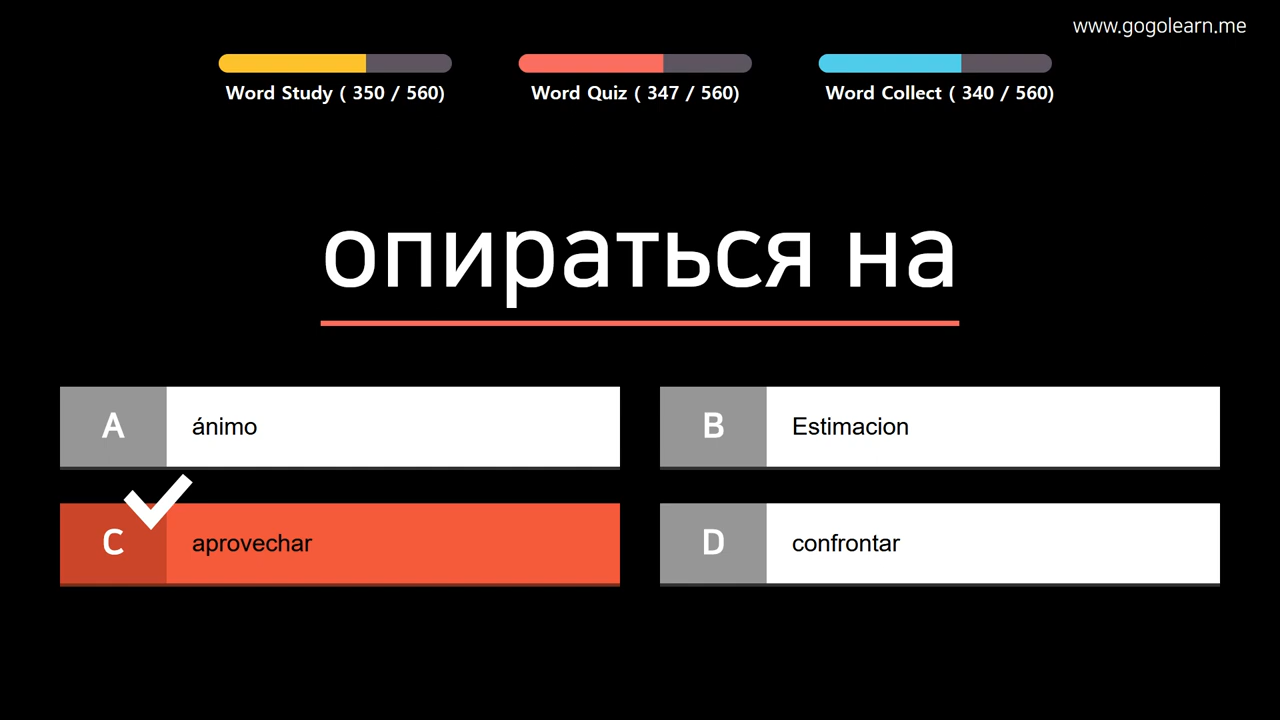 www.gogolearn.me
Word Study ( 350 / 560)
Word Quiz ( 347 / 560)
Word Collect ( 340 / 560)
опираться на
A ánimo
B Estimacion
C aprovechar
D confrontar